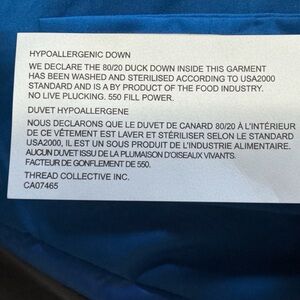 HYPOALLERGENIC DOWN
WE DECLARE THE 80/20 DUCK DOWN INSIDE THIS GARMENT
HAS BEEN WASHED AND STERILISED ACCORDING TO USA2000
STANDARD AND IS A BY PRODUCT OF THE FOOD INDUSTRY.
NO LIVE PLUCKING. 550 FILL POWER.
DUVET HYPOALLERGENE
NOUS DECLARONS QUE LE DUVET DE CANARD 80/20 À L'INTÉRIEUR
DE CE VÊTEMENT EST LAVER ET STÉRILISER SELON LE STANDARD
USA2000, IL EST UN SOUS PRODUIT DE L'INDUSTRIE ALIMENTAIRE.
AUCUN DUVET ISSU DE LA PLUMAISON D'OISEAUX VIVANTS.
FACTEUR DE GONFLEMENT DE 550.
THREAD COLLECTIVE INC.
CA07465